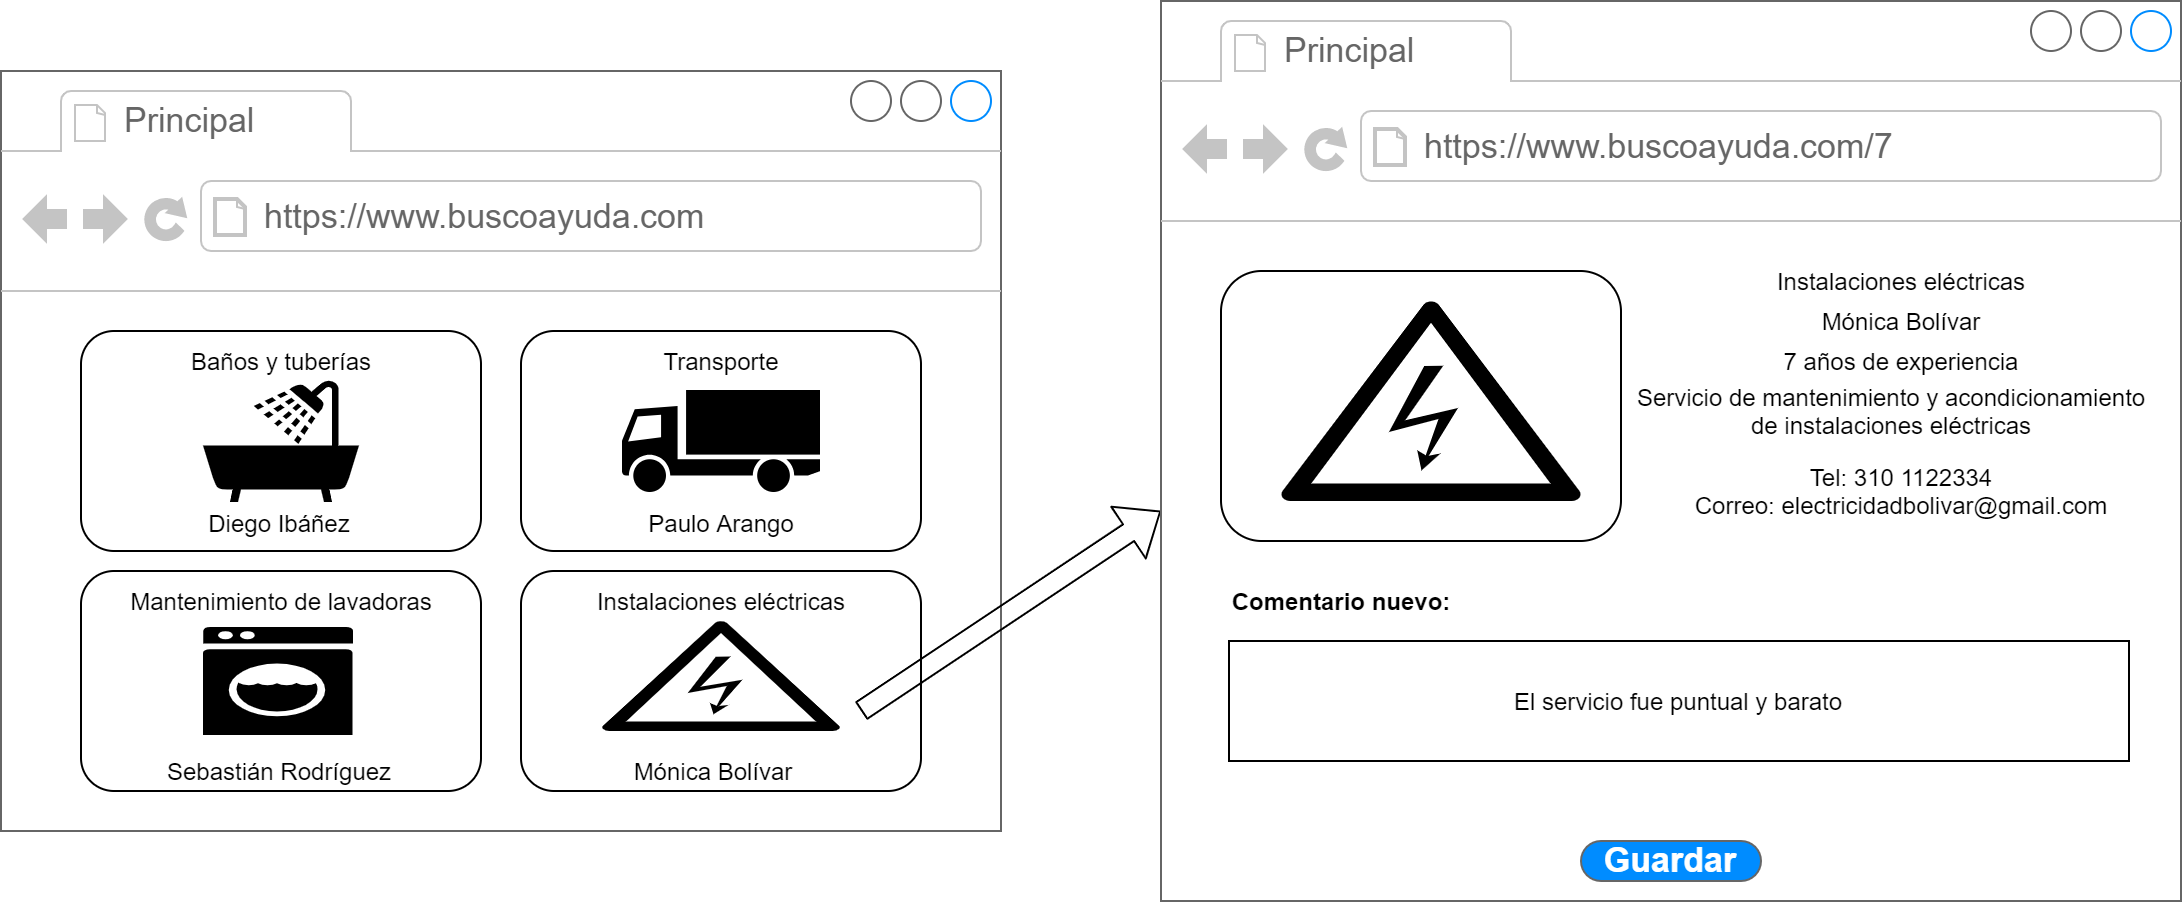 Principal
https://www.buscoayuda.com
Baños y tuberías
Diego Ibáñez
Transporte
Paulo Arango
Mantenimiento de lavadoras
Sebastián Rodríguez
Instalaciones eléctricas
Mónica Bolívar
Principal
https://www.buscoayuda.com/7
Instalaciones eléctricas
Mónica Bolívar
7 años de experiencia
Servicio de mantenimiento y acondicionamiento
de instalaciones eléctricas
Tel: 310 1122334
Correo: electricidadbolivar@gmail.com
Comentario nuevo:
El servicio fue puntual y barato
Guardar